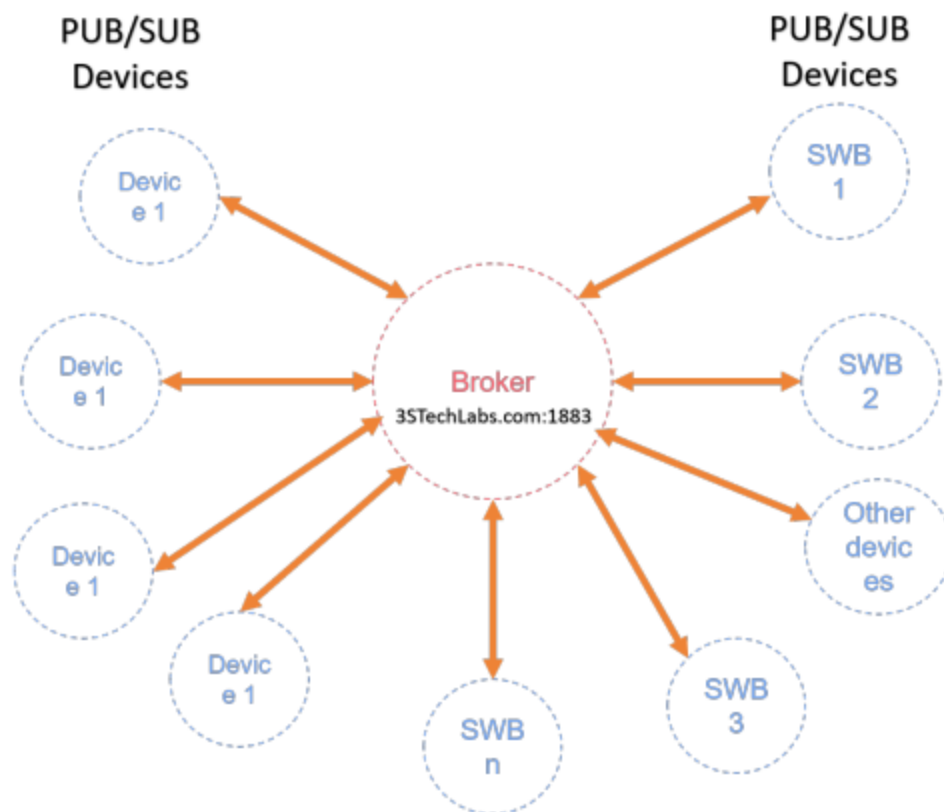 PUB/SUB
Devices
PUB/SUB
Devices
Devic
e 1
SWB
1
Devic
e 1
Broker
3STechLabs.com:1883
SWB
2
Devic
e 1
Other
devic
es
Devic
e 1
SWB
n
SWB
3